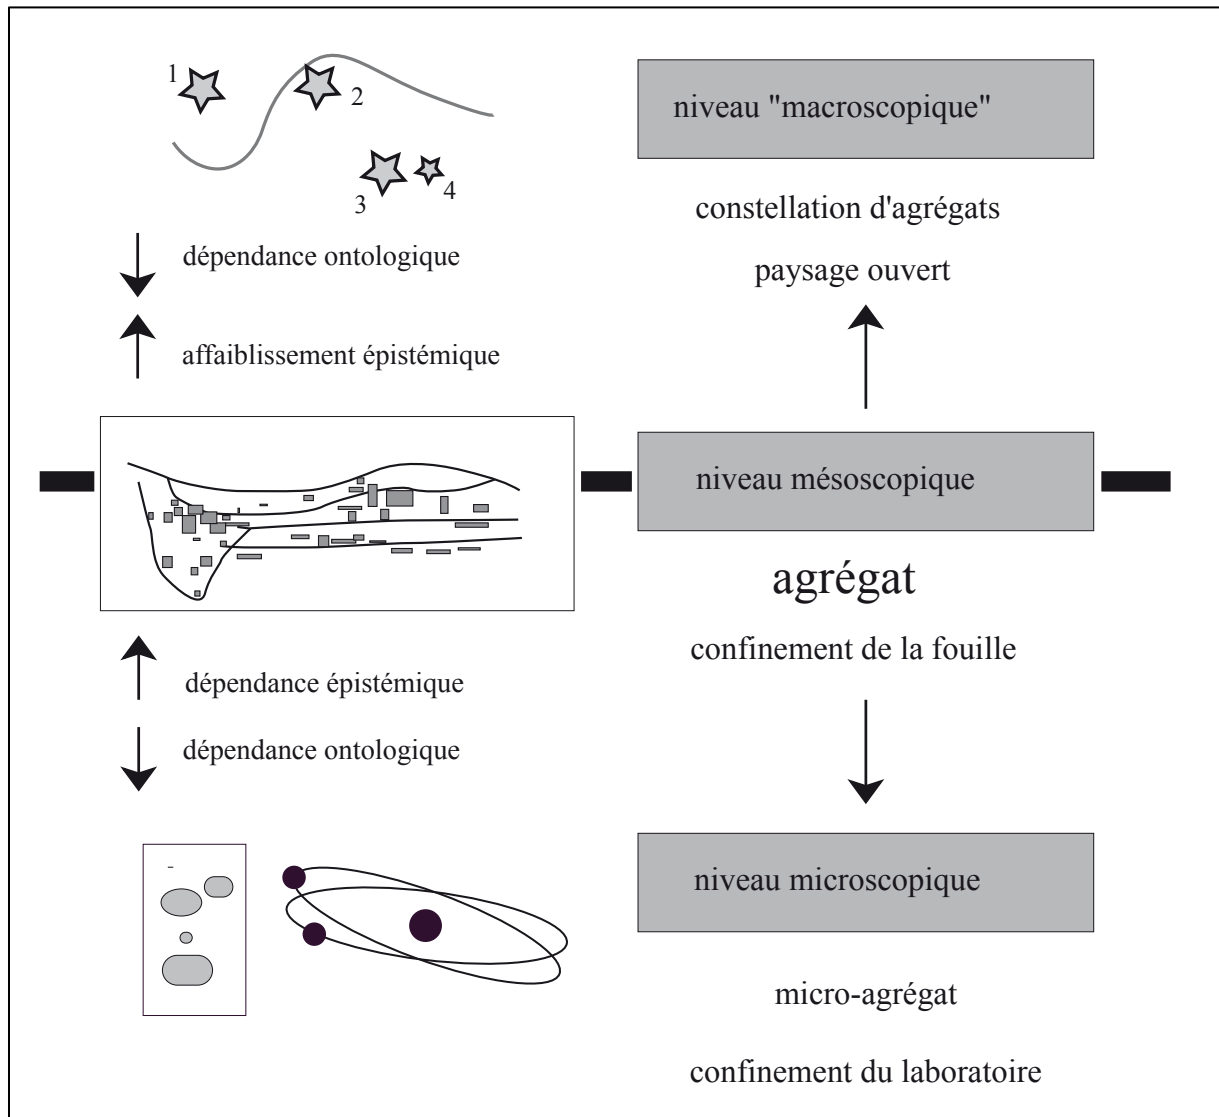 1
2
3
4
niveau "macroscopique"
constellation d'agrégats
paysage ouvert
dépendance ontologique
affaiblissement épistémique
niveau mésoscopique
agrégat
confinement de la fouille
dépendance épistémique
dépendance ontologique
niveau microscopique
micro-agrégat
confinement du laboratoire